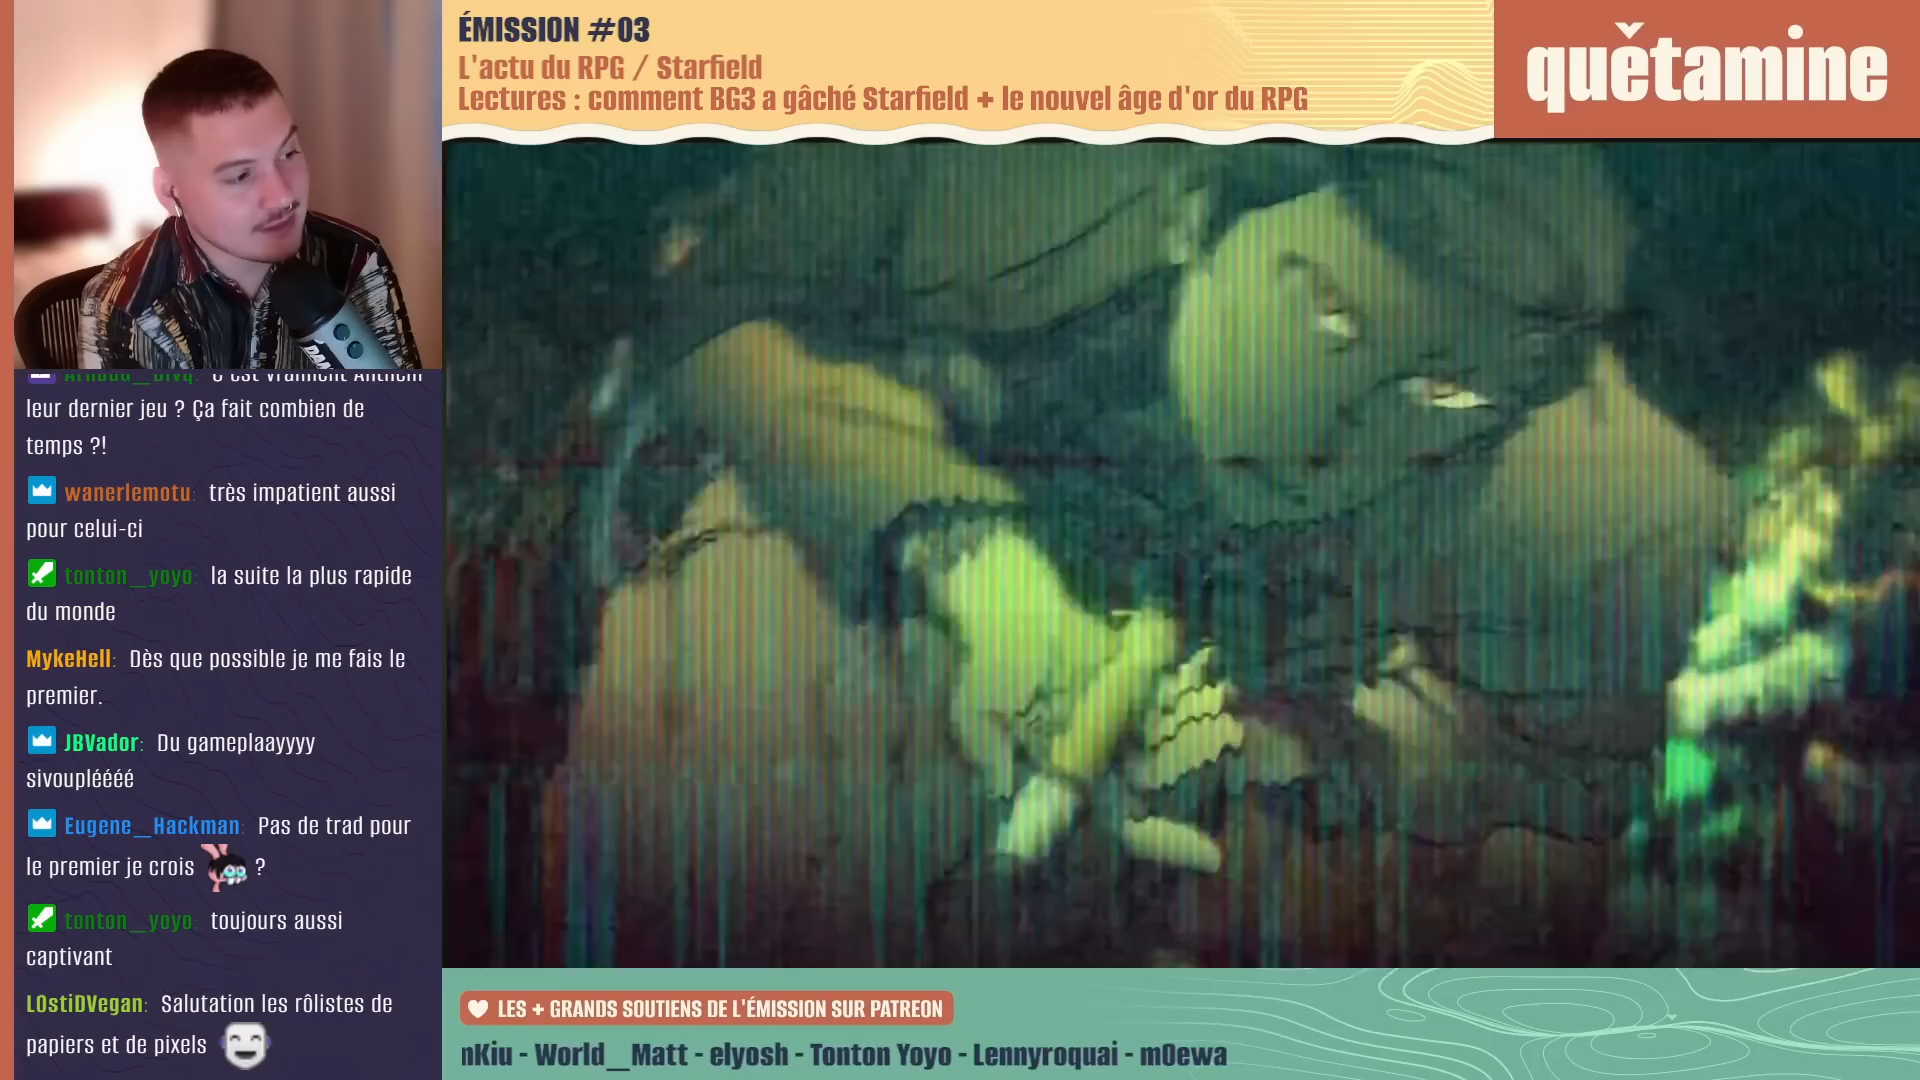 ÉMISSION #03
L'actu du RPG / Starfield
Lectures : comment BG3 a gâché Starfield + le nouvel âge d'or du RPG
quětamine
C'est vraiment Anthem
leur dernier jeu ? Ça fait combien de
temps ?!
wanerlemotu: très impatient aussi
pour celui-ci
tonton__yoyo: la suite la plus rapide
du monde
MykeHell: Dès que possible je me fais le
premier.
JBVador: Du gameplaayyyy
sivoupléééé
Eugene__Hackman: Pas de trad pour
le premier je crois ?
tonton__yoyo: toujours aussi
captivant
L0stiDVegan: Salutation les rôlistes de
papiers et de pixels
LES + GRANDS SOUTIENS DE L'ÉMISSION SUR PATREON
nKiu - World__Matt - elyosh - Tonton Yoyo - Lennyroquai - m0ewa